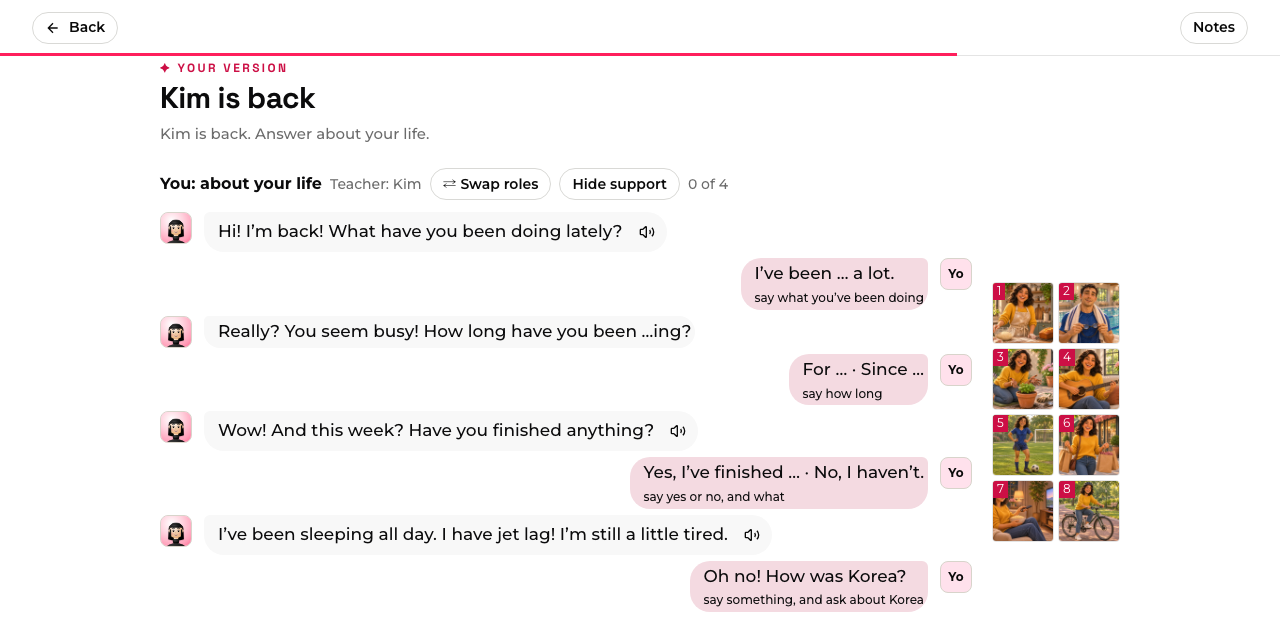 ← Back
Notes
✦ YOUR VERSION
Kim is back
Kim is back. Answer about your life.
You: about your life Teacher: Kim ⇄ Swap roles Hide support 0 of 4
Hi! I’m back! What have you been doing lately?
I’ve been ... a lot.
say what you’ve been doing
Yo
Really? You seem busy! How long have you been ...ing?
For ... · Since ...
say how long
Yo
Wow! And this week? Have you finished anything?
Yes, I’ve finished ... · No, I haven’t.
say yes or no, and what
Yo
I’ve been sleeping all day. I have jet lag! I’m still a little tired.
Oh no! How was Korea?
say something, and ask about Korea
Yo
1 2
3 4
5 6
7 8